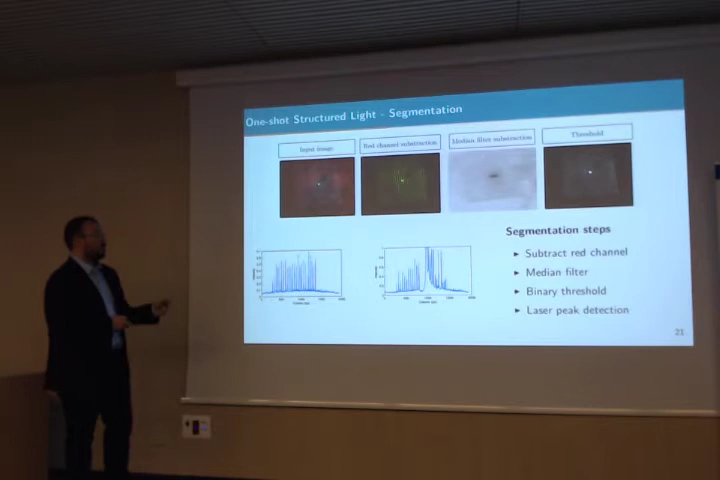 One-shot Structured Light - Segmentation
Input image
Red channel substraction
Median filter substraction
Threshold
Segmentation steps
► Subtract red channel
► Median filter
► Binary threshold
► Laser peak detection
21